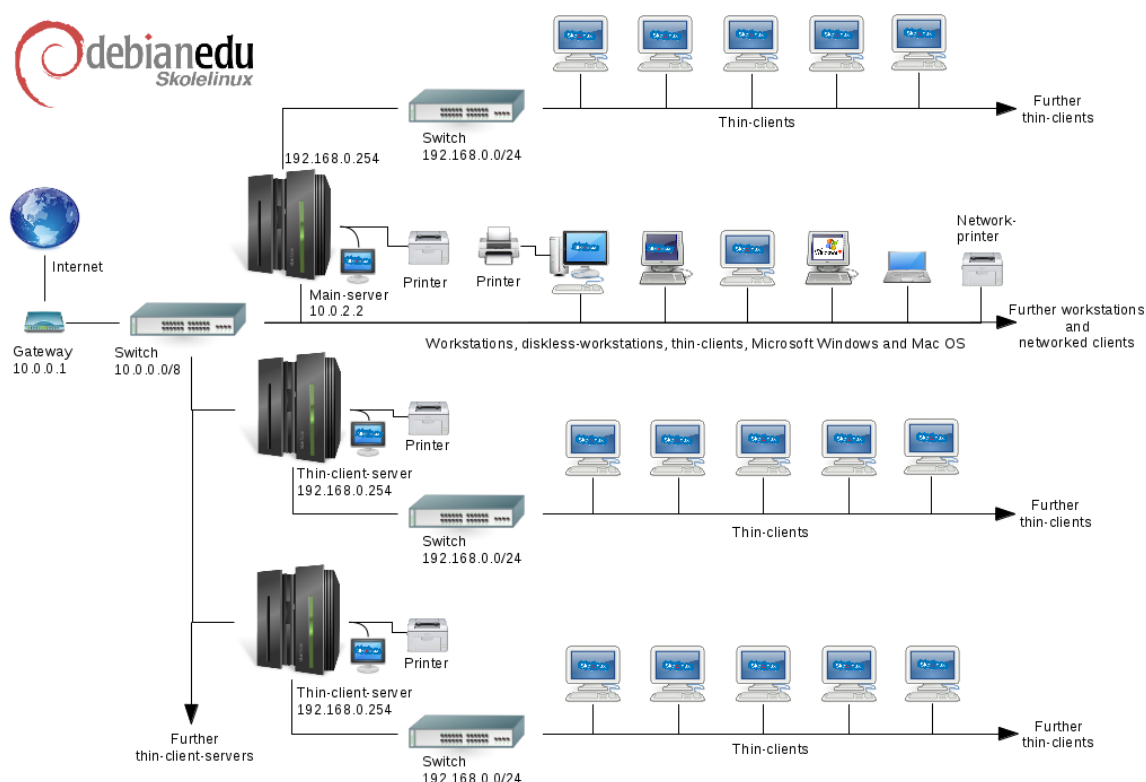 debianedu
Skolelinux
Switch
192.168.0.0/24
Thin-clients
Further
thin-clients
192.168.0.254
Internet
Main-server
10.0.2.2
Printer
Printer
Network-
printer
Windows
Gateway
10.0.0.1
Switch
10.0.0.0/8
Workstations, diskless-workstations, thin-clients, Microsoft Windows and Mac OS
Further workstations
and
networked clients
Printer
Thin-client-server
192.168.0.254
Switch
192.168.0.0/24
Thin-clients
Further
thin-clients
Printer
Thin-client-server
192.168.0.254
Switch
192.168.0.0/24
Thin-clients
Further
thin-clients
Further
thin-client-servers